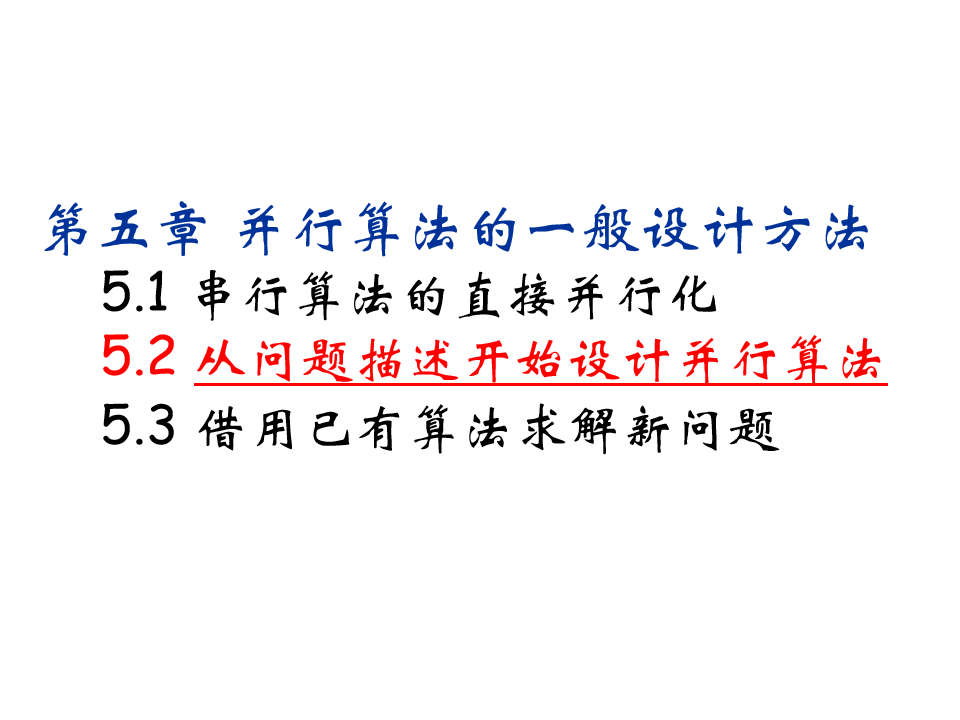 第五章 并行算法的一般设计方法
5.1 串行算法的直接并行化
5.2 从问题描述开始设计并行算法
5.3 借用已有算法求解新问题